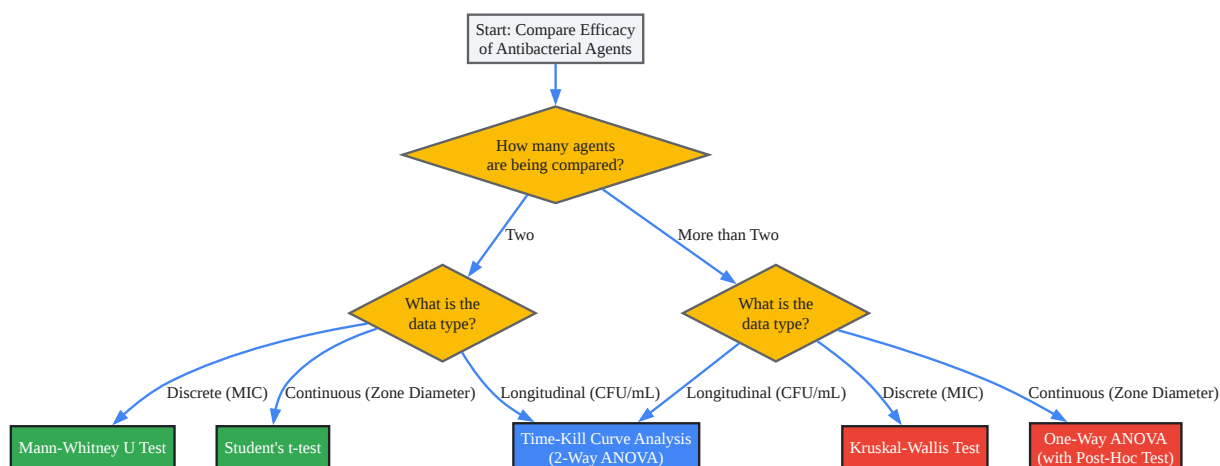 Start: Compare Efficacy
of Antibacterial Agents
How many agents
are being compared?
Two
More than Two
What is the
data type?
What is the
data type?
Discrete (MIC)
Continuous (Zone Diameter)
Longitudinal (CFU/mL)
Longitudinal (CFU/mL)
Discrete (MIC)
Continuous (Zone Diameter)
Mann-Whitney U Test
Student's t-test
Time-Kill Curve Analysis
(2-Way ANOVA)
Kruskal-Wallis Test
One-Way ANOVA
(with Post-Hoc Test)